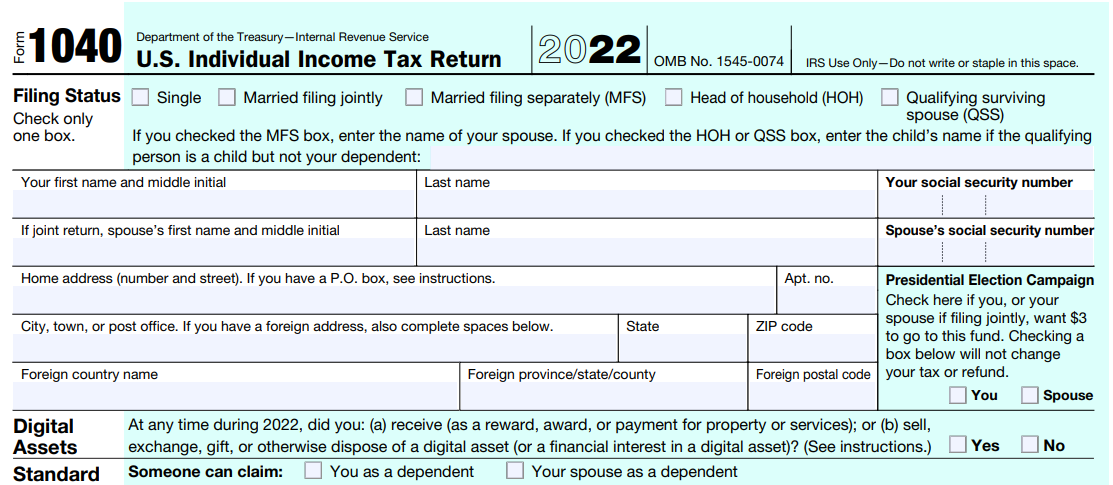 Form 1040 Department of the Treasury—Internal Revenue Service
U.S. Individual Income Tax Return 2022 OMB No. 1545-0074 IRS Use Only—Do not write or staple in this space.
Filing Status
Check only
one box.
Single Married filing jointly Married filing separately (MFS) Head of household (HOH) Qualifying surviving
spouse (QSS)
If you checked the MFS box, enter the name of your spouse. If you checked the HOH or QSS box, enter the child’s name if the qualifying
person is a child but not your dependent:
Your first name and middle initial Last name Your social security number
If joint return, spouse’s first name and middle initial Last name Spouse’s social security number
Home address (number and street). If you have a P.O. box, see instructions. Apt. no.
City, town, or post office. If you have a foreign address, also complete spaces below. State ZIP code
Foreign country name Foreign province/state/county Foreign postal code
Presidential Election Campaign
Check here if you, or your
spouse if filing jointly, want $3
to go to this fund. Checking a
box below will not change
your tax or refund.
You Spouse
Digital
Assets
At any time during 2022, did you: (a) receive (as a reward, award, or payment for property or services); or (b) sell,
exchange, gift, or otherwise dispose of a digital asset (or a financial interest in a digital asset)? (See instructions.) Yes No
Standard Someone can claim: You as a dependent Your spouse as a dependent